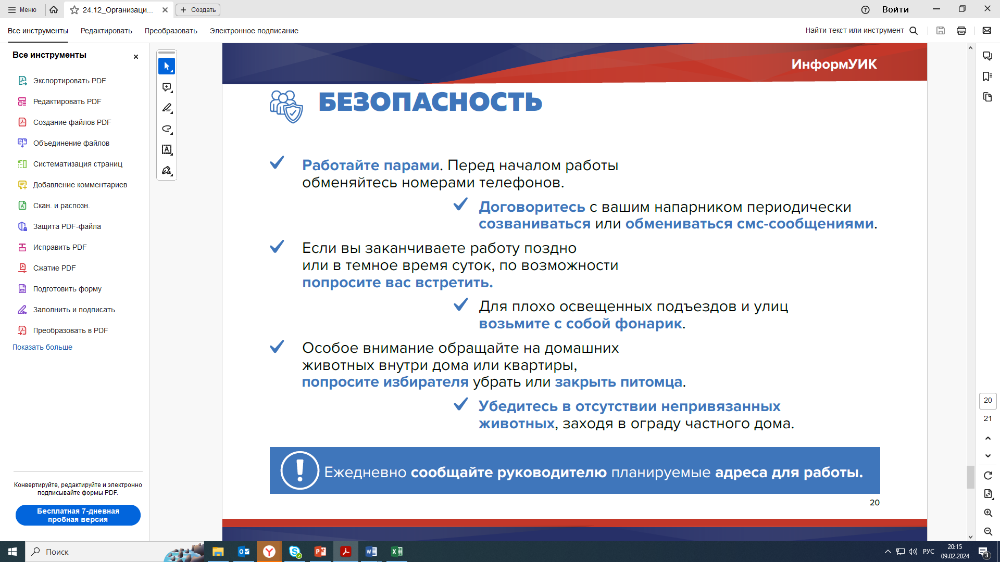 Меню
24.12_Организаци...
Создать
Войти
Все инструменты
Редактировать
Преобразовать
Электронное подписание
Найти текст или инструмент
Все инструменты
Экспортировать PDF
Редактировать PDF
Создание файлов PDF
Объединение файлов
Систематизация страниц
Добавление комментариев
Скан. и распозн.
Защита PDF-файла
Исправить PDF
Сжатие PDF
Подготовить форму
Заполнить и подписать
Преобразовать в PDF
Показать больше
Конвертируйте, редактируйте и электронно
подписывайте формы PDF.
Бесплатная 7-дневная
пробная версия
ИнформУИК
БЕЗОПАСНОСТЬ
Работайте парами. Перед началом работы
обменяйтесь номерами телефонов.
Договоритесь с вашим напарником периодически
созваниваться или обмениваться смс-сообщениями.
Если вы заканчиваете работу поздно
или в темное время суток, по возможности
попросите вас встретить.
Для плохо освещенных подъездов и улиц
возьмите с собой фонарик.
Особое внимание обращайте на домашних
животных внутри дома или квартиры,
попросите избирателя убрать или закрыть питомца.
Убедитесь в отсутствии непривязанных
животных, заходя в ограду частного дома.
Ежедневно сообщайте руководителю планируемые адреса для работы.
20
20
21
Поиск
РУС
20:15
09.02.2024
3